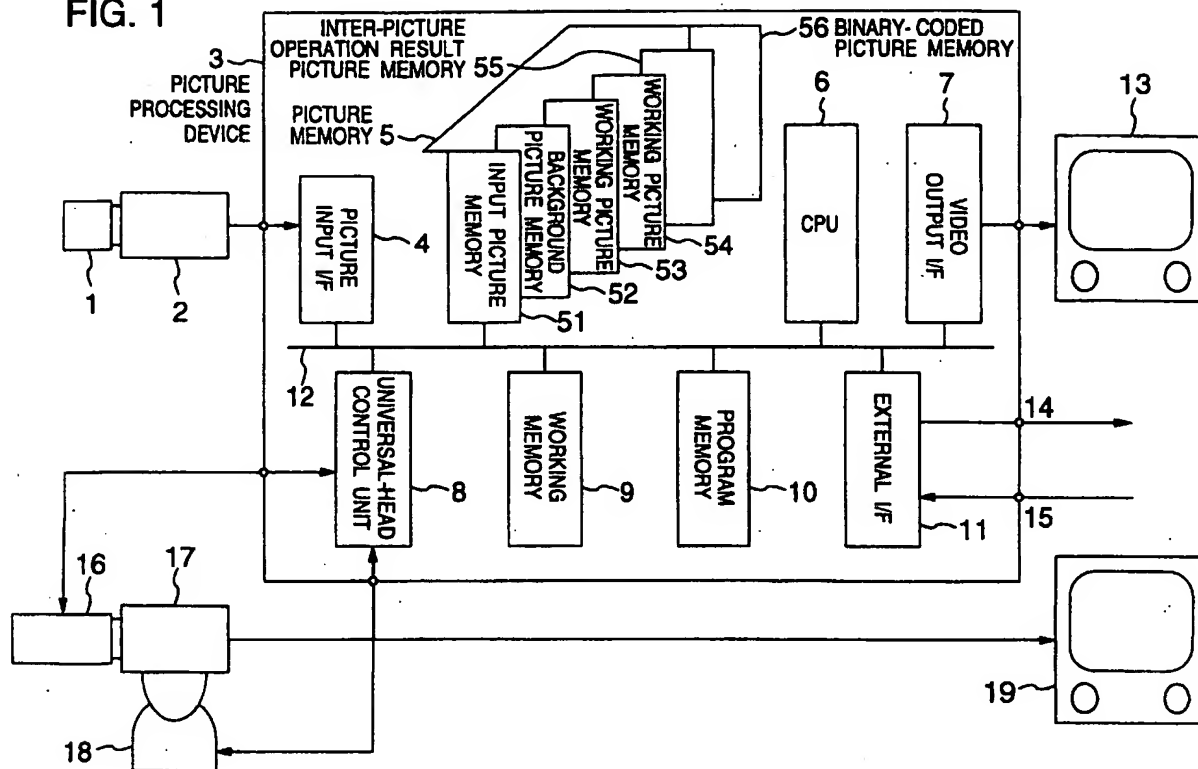 FIG. 1
INTER-PICTURE
OPERATION RESULT
PICTURE MEMORY 55
56 BINARY-CODED
PICTURE MEMORY
3
PICTURE
PROCESSING
DEVICE
PICTURE
MEMORY 5
6
7
13
PICTURE
INPUT I/F
4
INPUT PICTURE
MEMORY
51
BACKGROUND
PICTURE MEMORY
52
WORKING PICTURE
MEMORY
53
WORKING PICTURE
MEMORY
54
CPU
VIDEO
OUTPUT I/F
1
2
12
UNIVERSAL-HEAD
CONTROL UNIT
8
WORKING
MEMORY
9
PROGRAM
MEMORY
10
EXTERNAL I/F
11
14
15
16
17
18
19